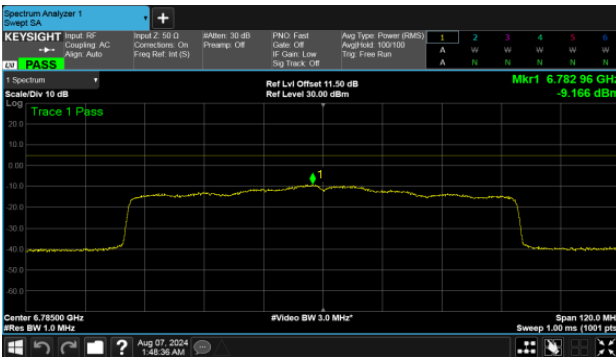 Spectrum Analyzer 1
Swept SA
+
KEYSIGHT Input: RF Input Z: 50 Ω #Atten: 30 dB PNO: Fast Avg Type: Power (RMS) 1 2 3 4 5 6
Coupling: AC Corrections: On Preamp: Off Gate: Off Avg|Hold: 100/100 A W W W W W
Align: Auto Freq Ref: Int (S) IF Gain: Low Trig: Free Run
LXI PASS Sig Track: Off A N N N N N
1 Spectrum Ref Lvl Offset 11.50 dB Mkr1 6.782 96 GHz
Scale/Div 10 dB Ref Level 30.00 dBm -9.166 dBm
Log Trace 1 Pass
20.0
10.0
0.00
1
-10.0
-20.0
-30.0
-40.0
-50.0
-60.0
Center 6.78500 GHz #Video BW 3.0 MHz* Span 120.0 MHz
#Res BW 1.0 MHz Sweep 1.00 ms (1001 pts
? Aug 07, 2024
1:48:36 AM